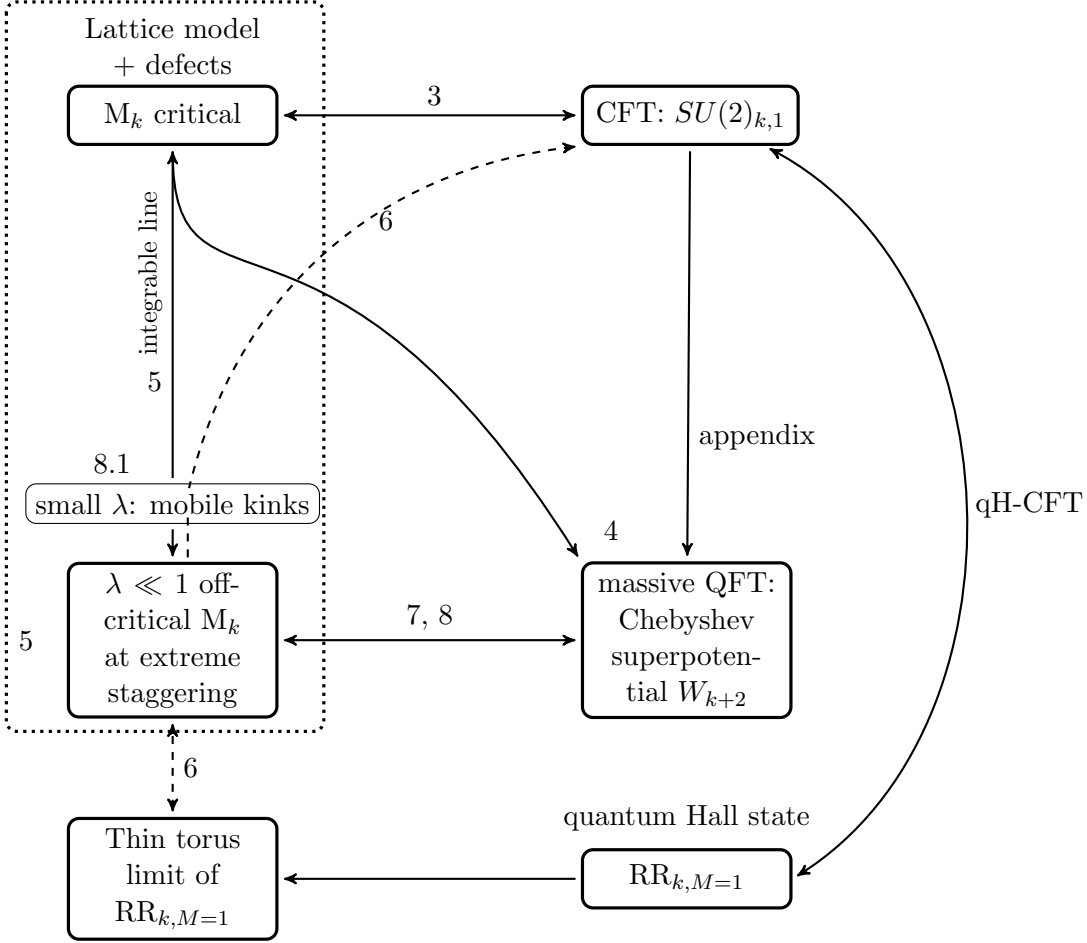 Lattice model
+ defects
M_k critical
3
CFT: SU(2)_{k,1}
6
integrable line
5
appendix
8.1
small λ: mobile kinks
qH-CFT
4
λ ≪ 1 off-
critical M_k
at extreme
staggering
5
7, 8
massive QFT:
Chebyshev
superpoten-
tial W_{k+2}
6
quantum Hall state
Thin torus
limit of
RR_{k,M=1}
RR_{k,M=1}